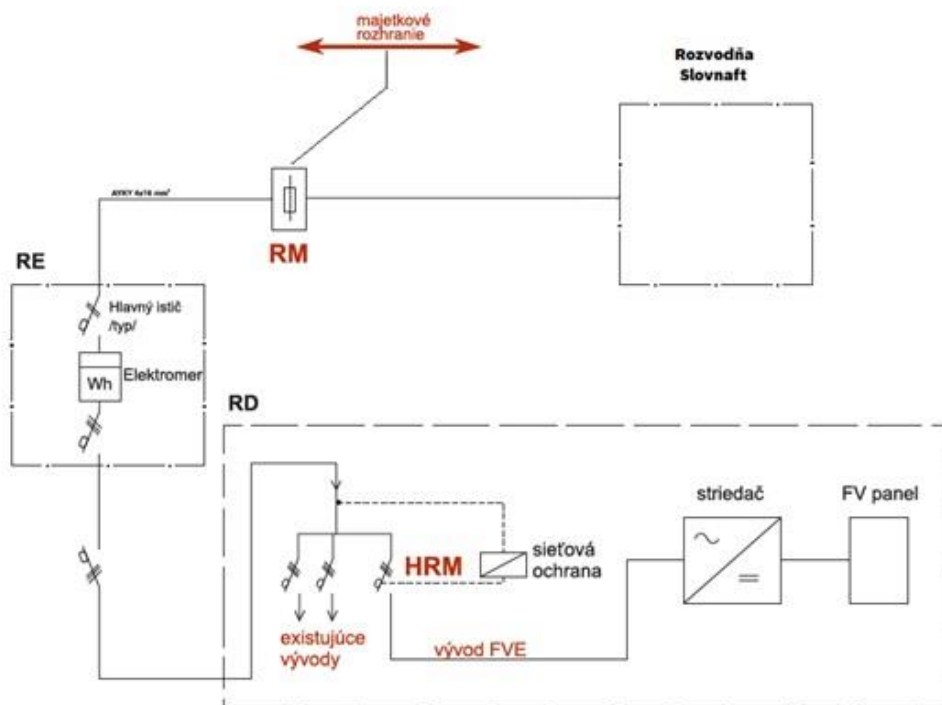 majetkové
rozhranie
Rozvodňa
Slovnaft
AYKY 4x16 mm²
RM
RE
Hlavný istič
/typ/
Wh
Elektromer
RD
striedač
FV panel
HRM
sieťová
ochrana
existujúce
vývody
vývod FVE